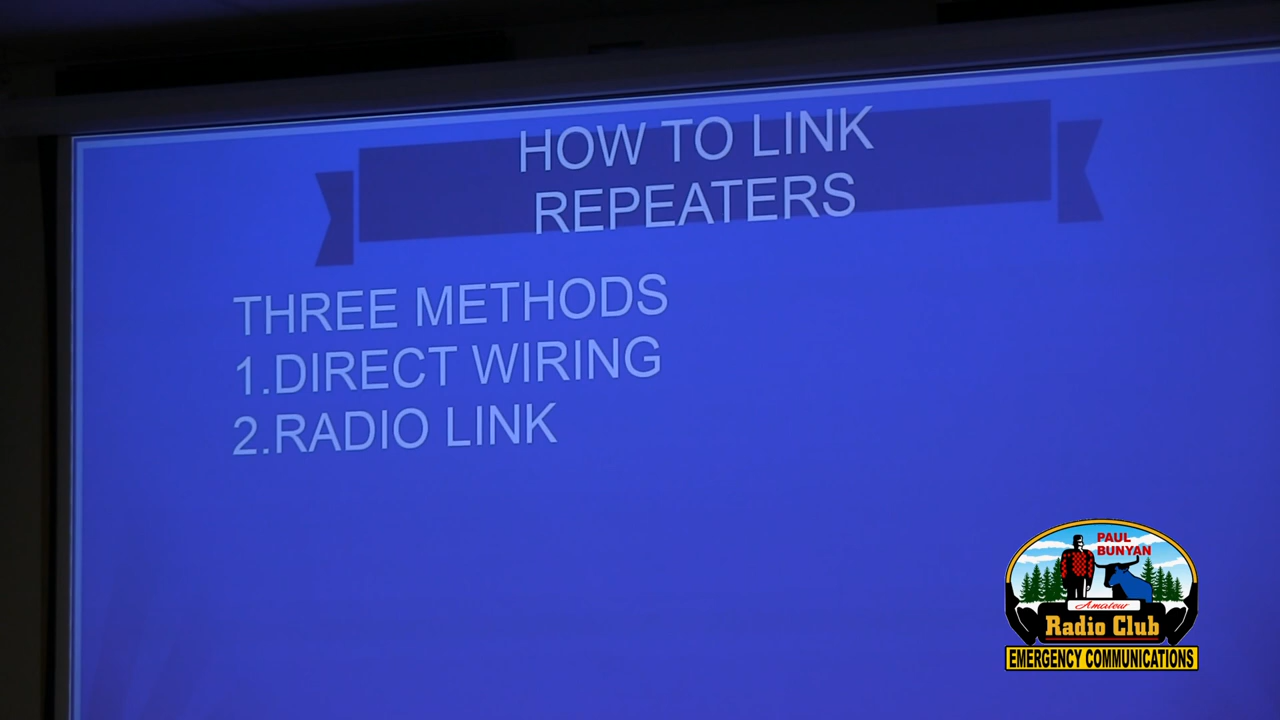 HOW TO LINK
REPEATERS
THREE METHODS
1.DIRECT WIRING
2.RADIO LINK
PAUL
BUNYAN
Amateur
Radio Club
EMERGENCY COMMUNICATIONS